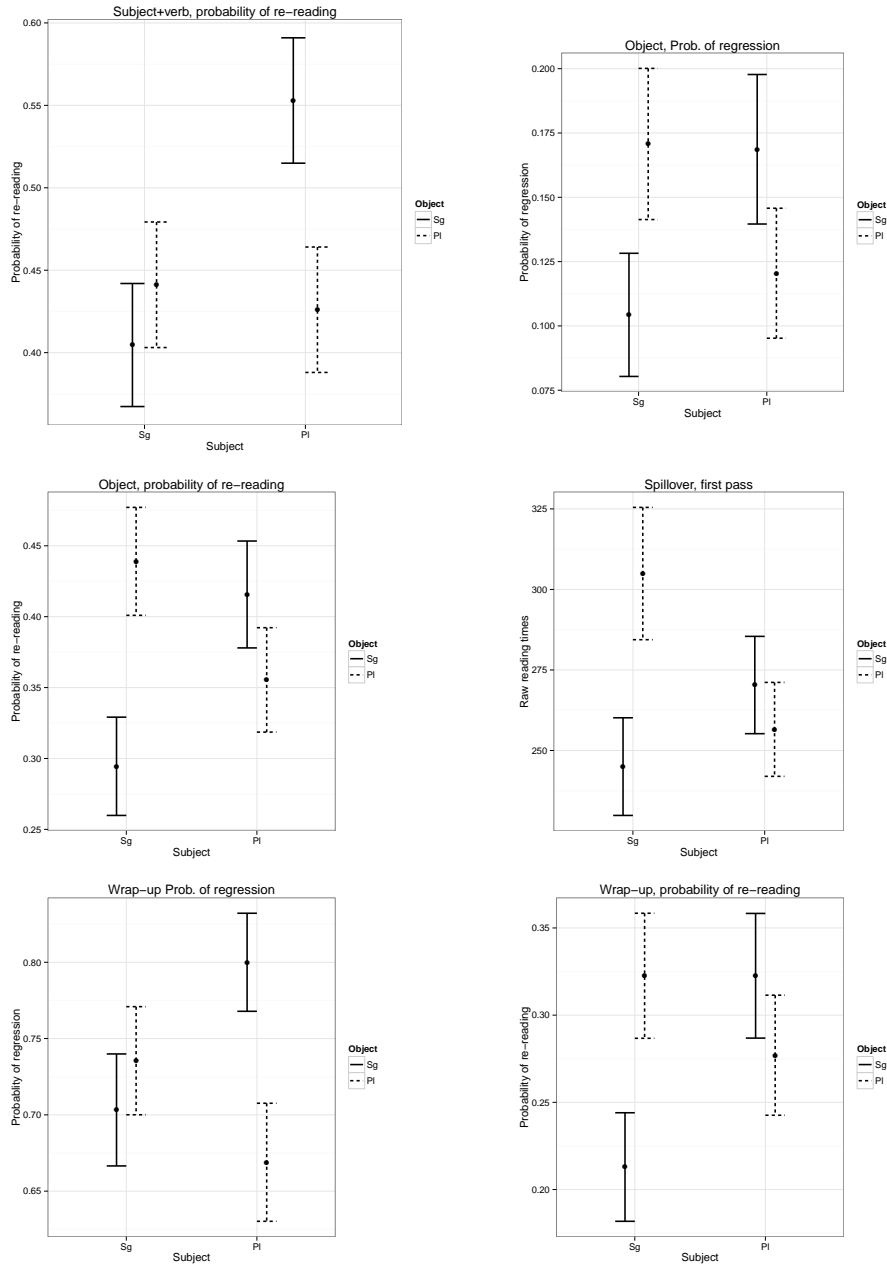 Subject+verb, probability of re−reading
Probability of re−reading
0.60
0.55
0.50
0.45
0.40
Sg
Pl
Subject
Object
Sg
Pl
Object, Prob. of regression
Probability of regression
0.200
0.175
0.150
0.125
0.100
0.075
Sg
Pl
Subject
Object
Sg
Pl
Object, probability of re−reading
Probability of re−reading
0.45
0.40
0.35
0.30
0.25
Sg
Pl
Subject
Object
Sg
Pl
Spillover, first pass
Raw reading times
325
300
275
250
Sg
Pl
Subject
Object
Sg
Pl
Wrap−up Prob. of regression
Probablity of regression
0.80
0.75
0.70
0.65
Sg
Pl
Subject
Object
Sg
Pl
Wrap−up, probability of re−reading
Probability of re−reading
0.35
0.30
0.25
0.20
Sg
Pl
Subject
Object
Sg
Pl